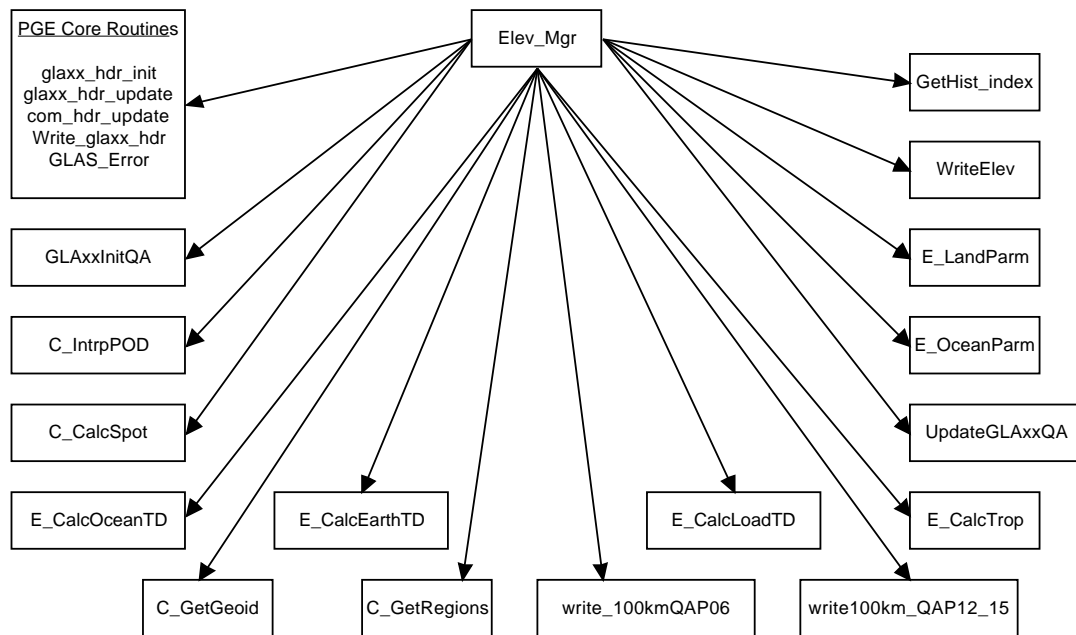 PGE Core Routines
glaxx_hdr_init
glaxx_hdr_update
com_hdr_update
Write_glaxx_hdr
GLAS_Error
Elev_Mgr
GetHist_index
WriteElev
GLAxxInitQA
E_LandParm
C_IntrpPOD
E_OceanParm
C_CalcSpot
UpdateGLAxxQA
E_CalcOceanTD
E_CalcEarthTD
E_CalcLoadTD
E_CalcTrop
C_GetGeoid
C_GetRegions
write_100kmQAP06
write100km_QAP12_15